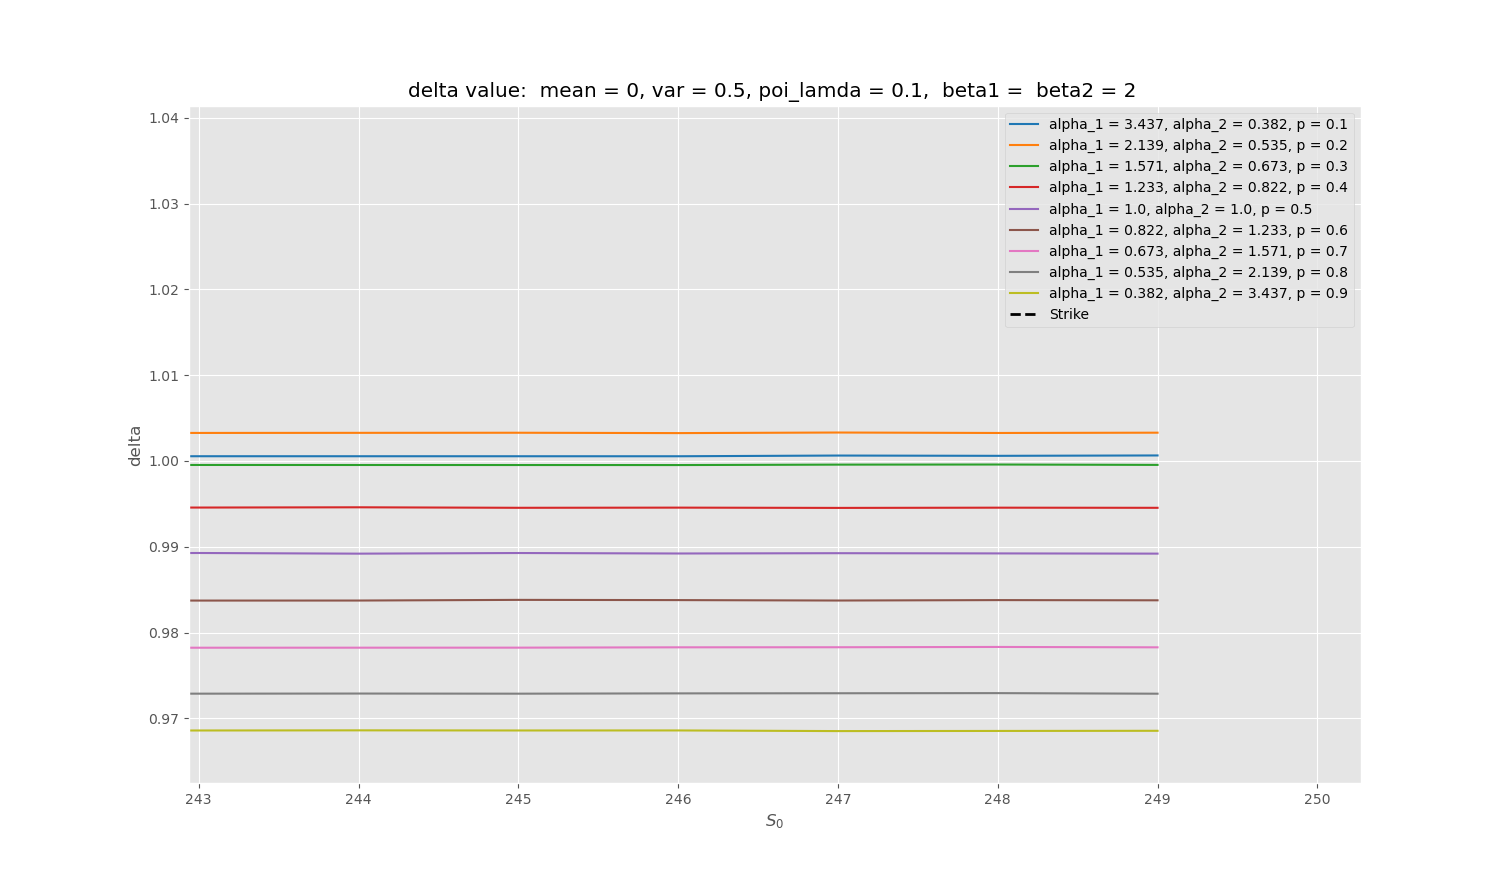 delta value:  mean = 0, var = 0.5, poi_lamda = 0.1,  beta1 =  beta2 = 2
alpha_1 = 3.437, alpha_2 = 0.382, p = 0.1
alpha_1 = 2.139, alpha_2 = 0.535, p = 0.2
alpha_1 = 1.571, alpha_2 = 0.673, p = 0.3
alpha_1 = 1.233, alpha_2 = 0.822, p = 0.4
alpha_1 = 1.0, alpha_2 = 1.0, p = 0.5
alpha_1 = 0.822, alpha_2 = 1.233, p = 0.6
alpha_1 = 0.673, alpha_2 = 1.571, p = 0.7
alpha_1 = 0.535, alpha_2 = 2.139, p = 0.8
alpha_1 = 0.382, alpha_2 = 3.437, p = 0.9
Strike
1.04
1.03
1.02
1.01
1.00
0.99
0.98
0.97
delta
243 244 245 246 247 248 249 250
S_0